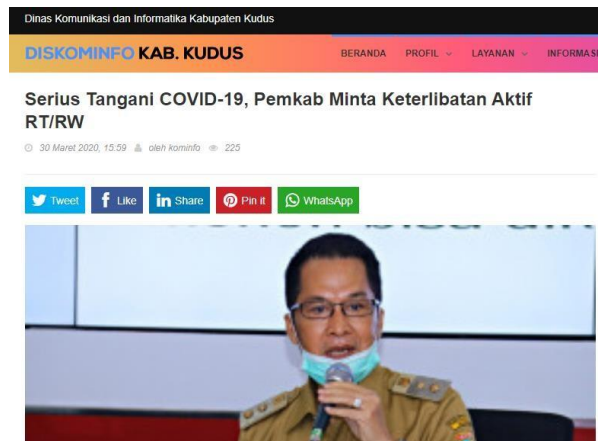 Dinas Komunikasi dan Informatika Kabupaten Kudus
DISKOMINFO KAB. KUDUS
BERANDA PROFIL LAYANAN INFORMASI
Serius Tangani COVID-19, Pemkab Minta Keterlibatan Aktif
RT/RW
30 Maret 2020, 15:59 oleh kominfo 225
Tweet Like in Share Pin it WhatsApp